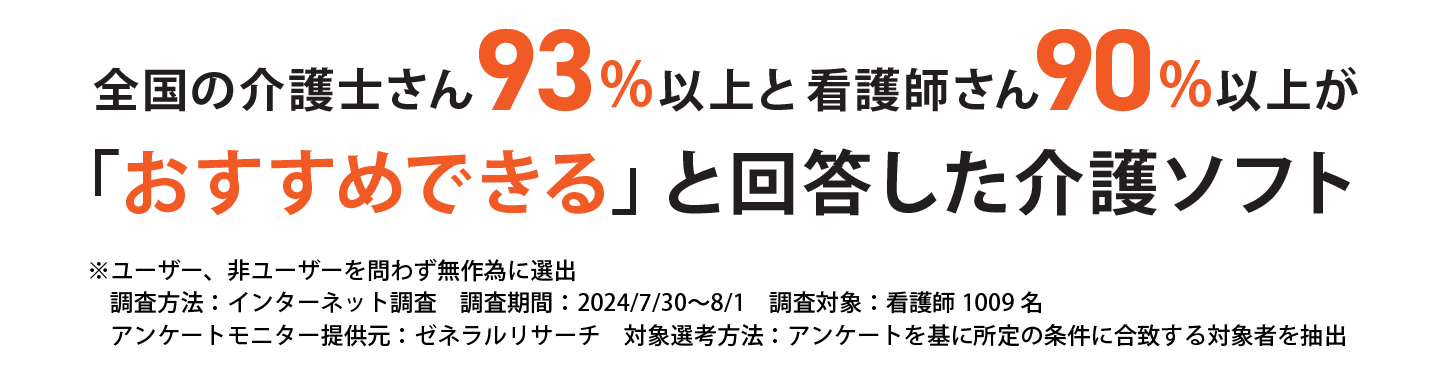 全国の介護士さん93%以上と看護師さん90%以上が
「おすすめできる」と回答した介護ソフト
※ユーザー、非ユーザーを問わず無作為に選出
調査方法：インターネット調査　調査期間：2024/7/30〜8/1　調査対象：看護師1009名
アンケートモニター提供元：ゼネラルリサーチ　対象選考方法：アンケートを基に所定の条件に合致する対象者を抽出